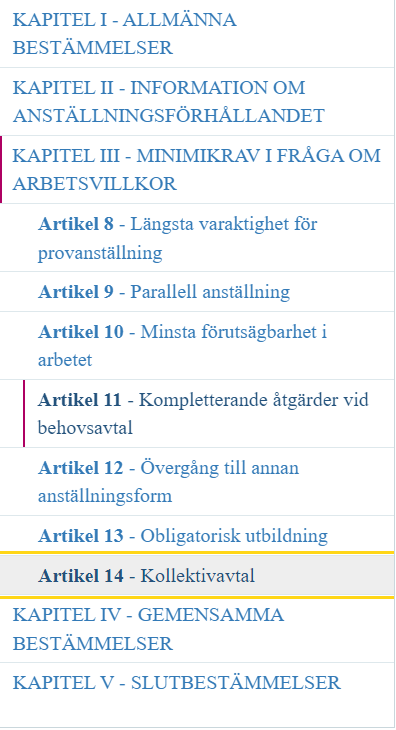 KAPITEL I - ALLMÄNNA
BESTÄMMELSER
KAPITEL II - INFORMATION OM
ANSTÄLLNINGSFÖRHÅLLANDET
KAPITEL III - MINIMIKRAV I FRÅGA OM
ARBETSVILLKOR
Artikel 8 - Längsta varaktighet för
provanställning
Artikel 9 - Parallell anställning
Artikel 10 - Minsta förutsägbarhet i
arbetet
Artikel 11 - Kompletterande åtgärder vid
behovsavtal
Artikel 12 - Övergång till annan
anställningsform
Artikel 13 - Obligatorisk utbildning
Artikel 14 - Kollektivavtal
KAPITEL IV - GEMENSAMMA
BESTÄMMELSER
KAPITEL V - SLUTBESTÄMMELSER